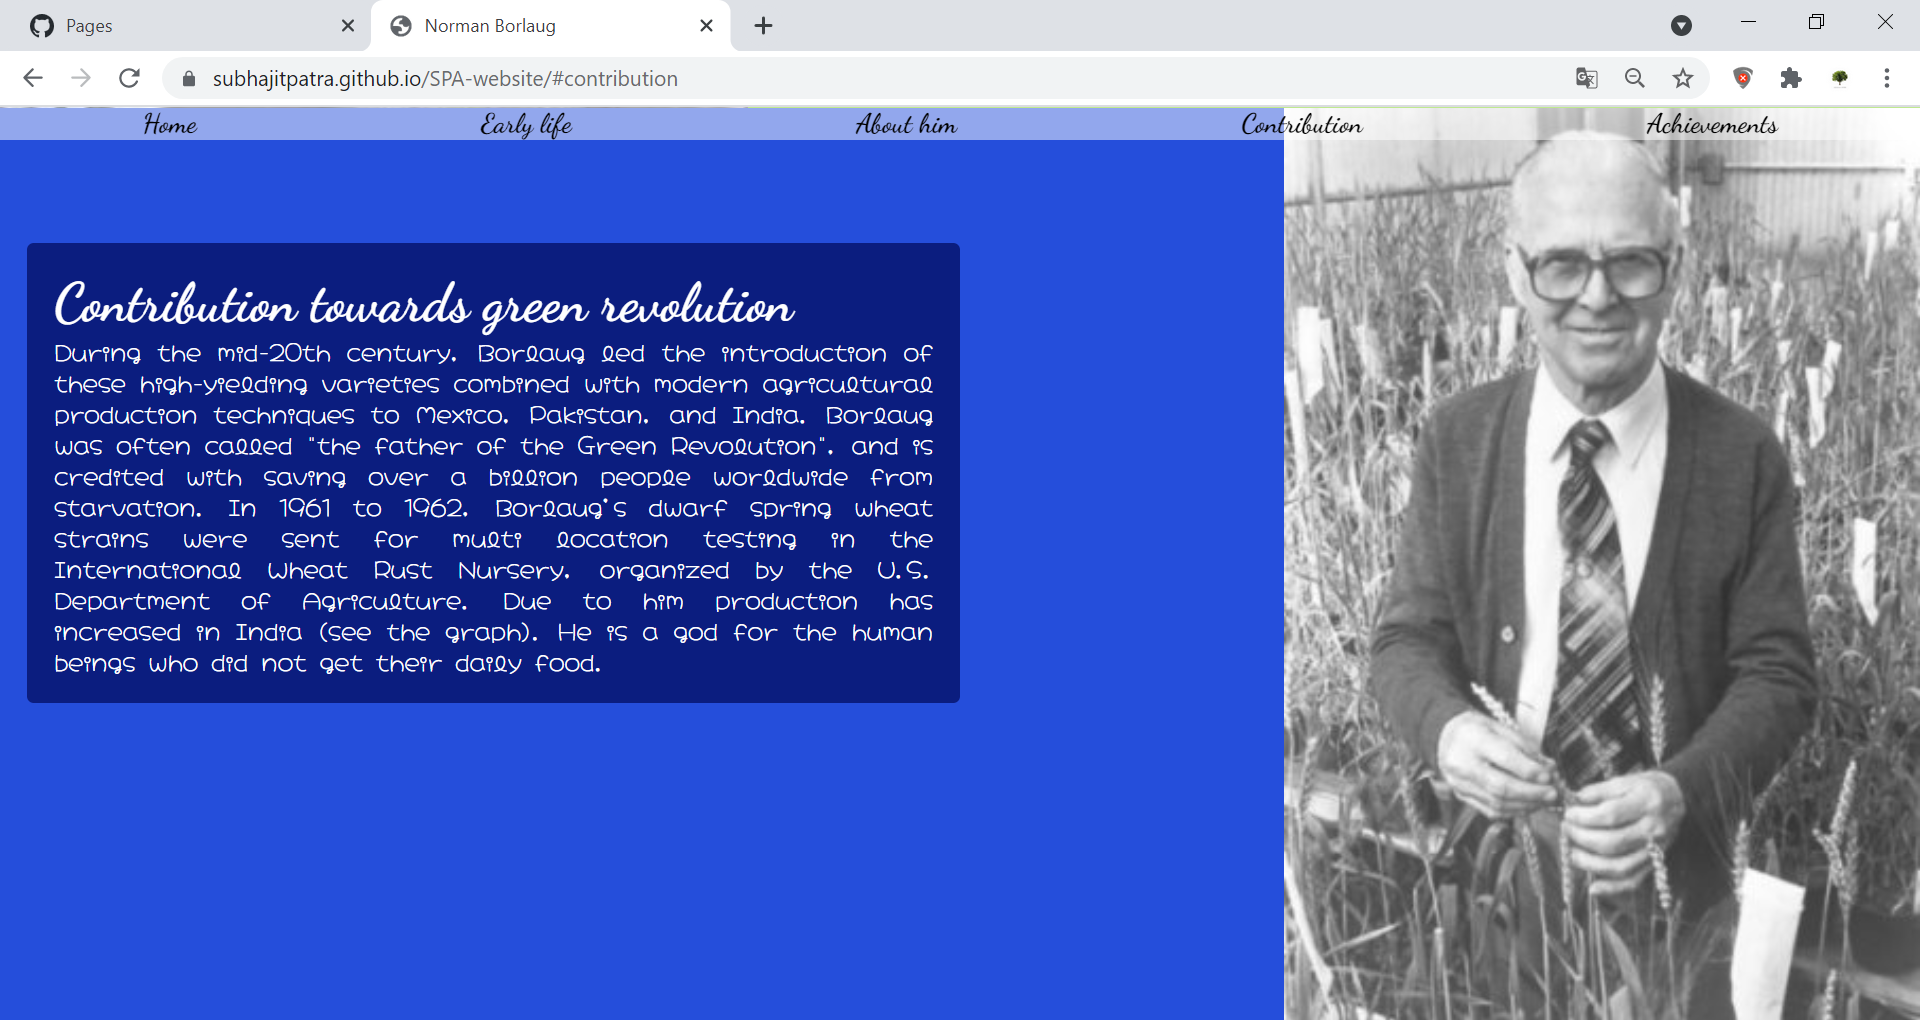 Pages
Norman Borlaug
subhajitpatra.github.io/SPA-website/#contribution
Home Early life About him Contribution Achievements
Contribution towards green revolution
During the mid-20th century, Borlaug led the introduction of
these high-yielding varieties combined with modern agricultural
production techniques to Mexico, Pakistan, and India. Borlaug
was often called "the father of the Green Revolution", and is
credited with saving over a billion people worldwide from
starvation. In 1961 to 1962, Borlaug's dwarf spring wheat
strains were sent for multi location testing in the
International Wheat Rust Nursery, organized by the U.S.
Department of Agriculture. Due to him production has
increased in India (see the graph). He is a god for the human
beings who did not get their daily food.